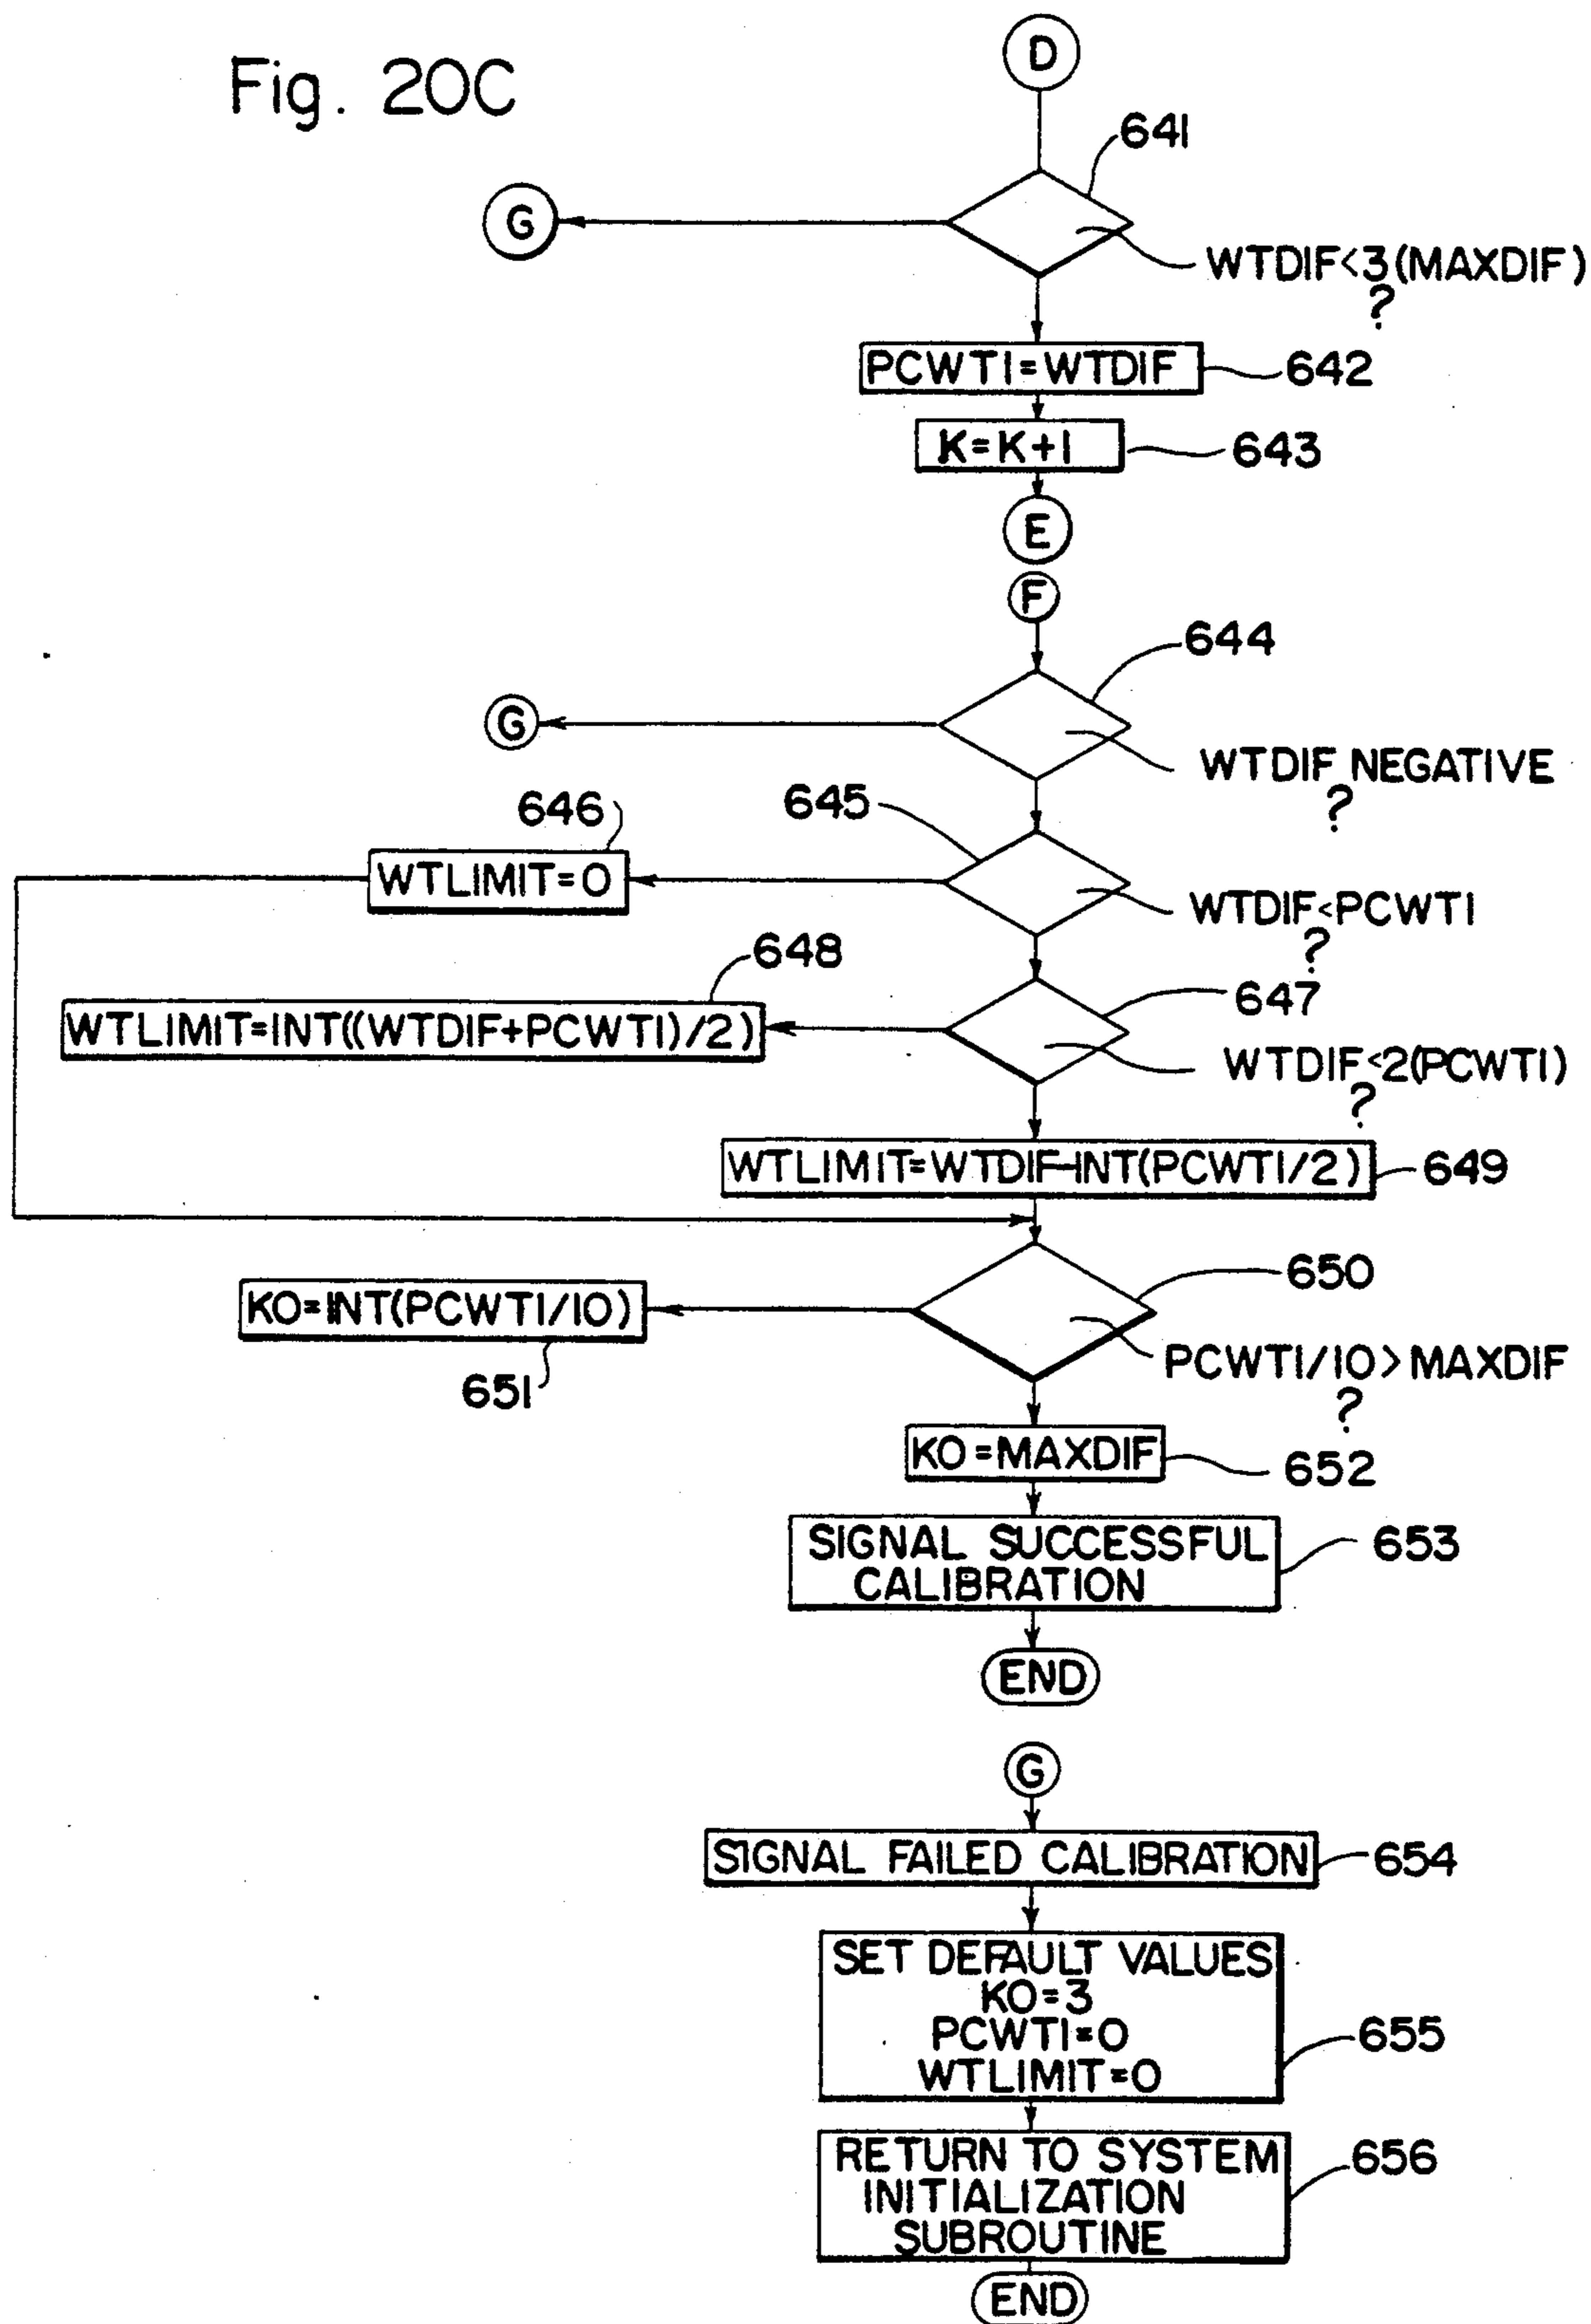 Fig. 20C
D
641
G
WTDIF<3(MAXDIF)
?
PCWT1=WTDIF
642
K=K+1
643
E
F
644
G
WTDIF NEGATIVE
?
645
646
WTLIMIT=0
WTDIF<PCWT1
?
648
647
WTLIMIT=INT((WTDIF+PCWT1)/2)
WTDIF<2(PCWT1)
?
WTLIMIT=WTDIF-INT(PCWT1/2)
649
650
KO=INT(PCWT1/10)
651
PCWT1/10>MAXDIF
?
KO=MAXDIF
652
SIGNAL SUCCESSFUL
CALIBRATION
653
END
G
SIGNAL FAILED CALIBRATION
654
SET DEFAULT VALUES
KO=3
PCWT1=0
WTLIMIT=0
655
RETURN TO SYSTEM
INITIALIZATION
SUBROUTINE
656
END